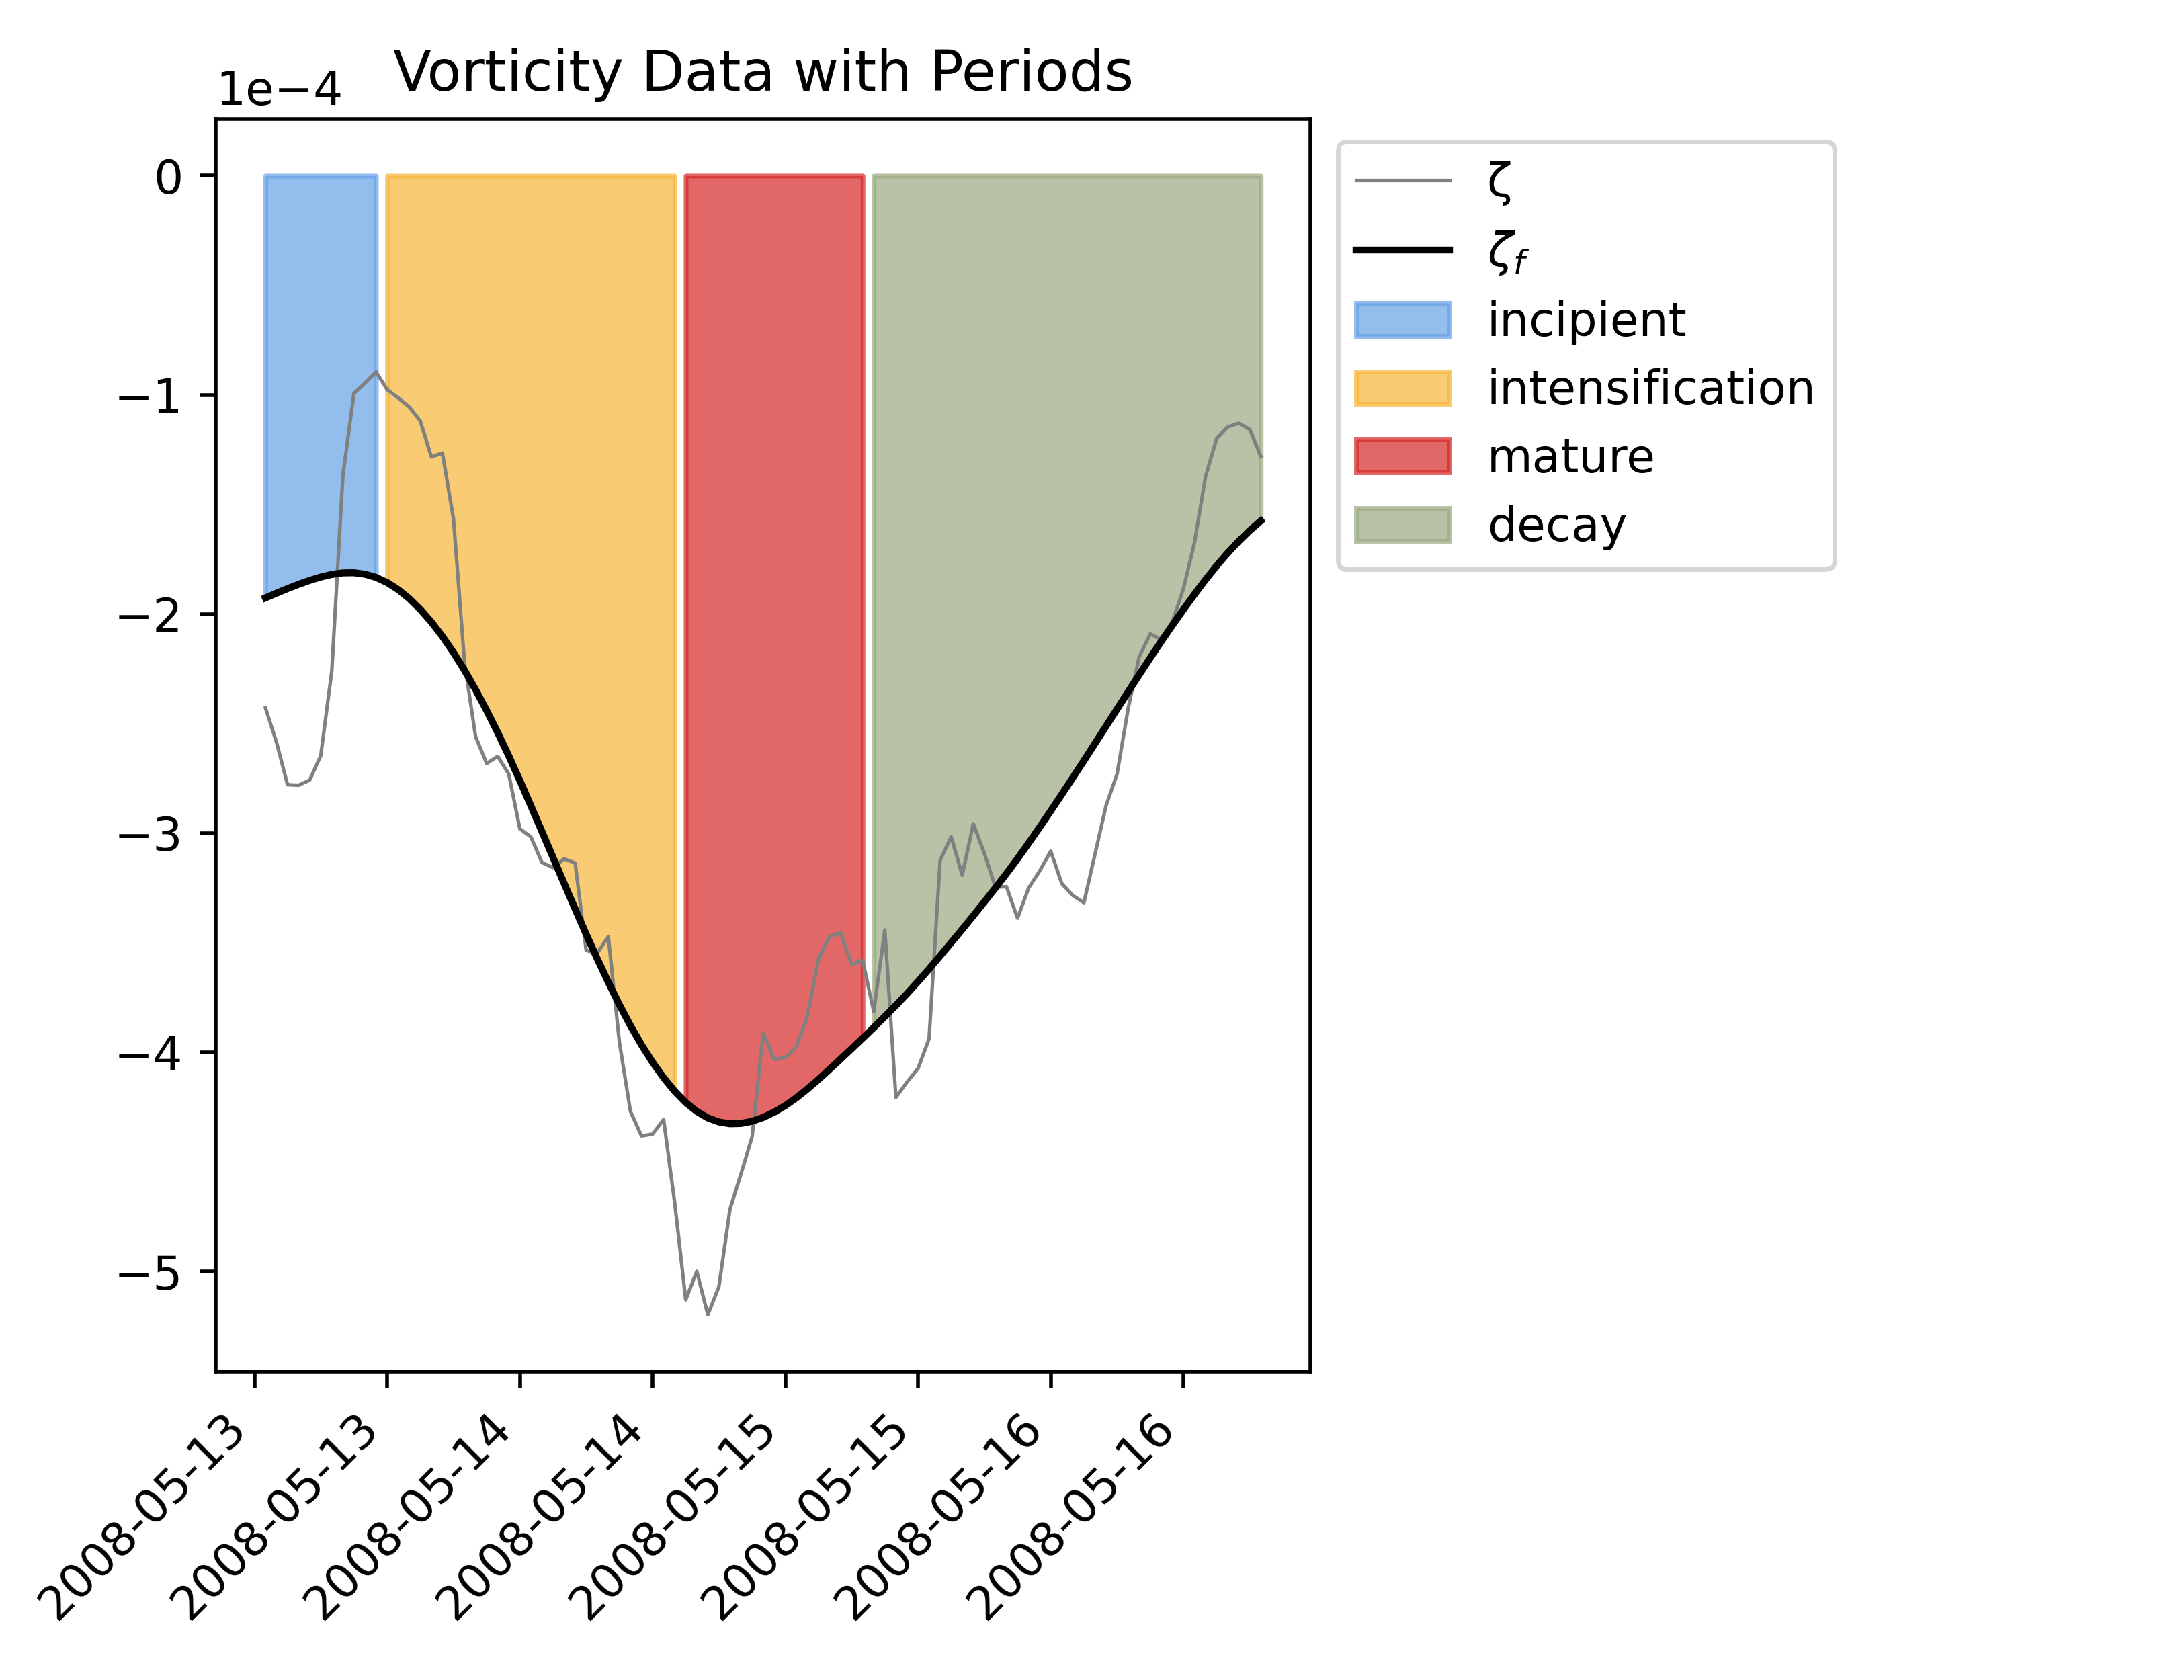 Vorticity Data with Periods
1e−4
0
−1
−2
−3
−4
−5
2008-05-13
2008-05-13
2008-05-14
2008-05-14
2008-05-15
2008-05-15
2008-05-16
2008-05-16
ζ
ζf
incipient
intensification
mature
decay